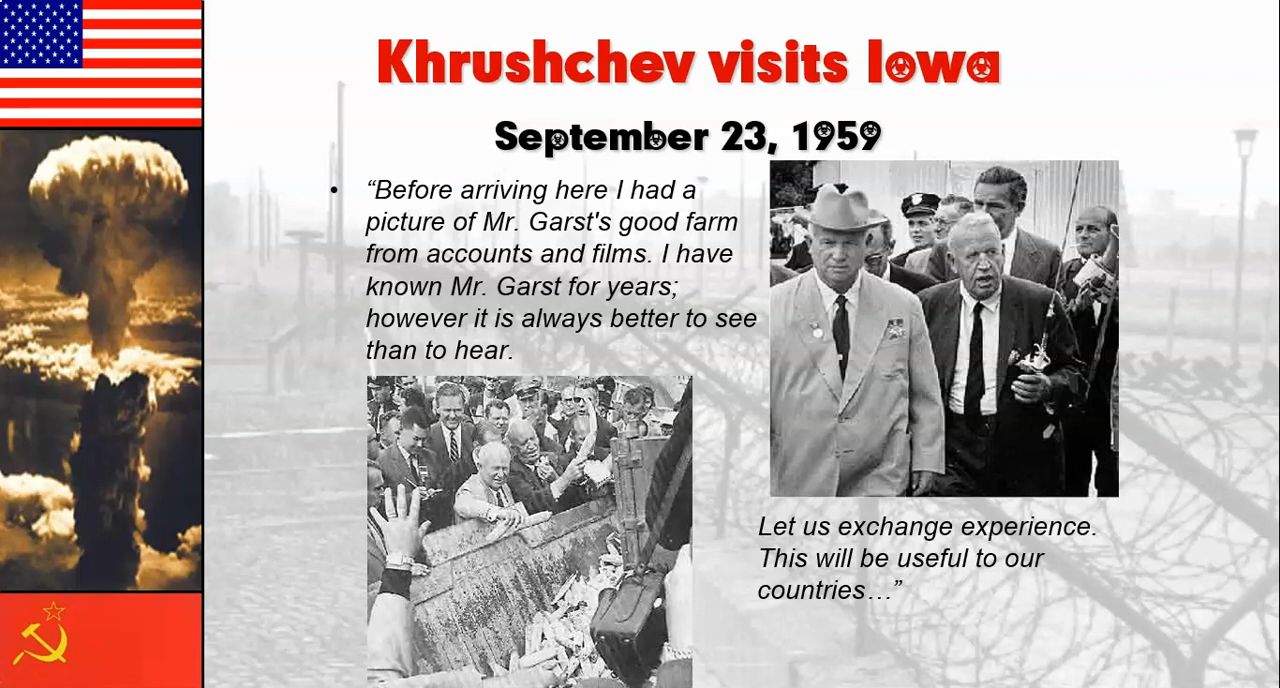 Khrushchev visits Iowa
September 23, 1959
• “Before arriving here I had a
picture of Mr. Garst's good farm
from accounts and films. I have
known Mr. Garst for years;
however it is always better to see
than to hear.
Let us exchange experience.
This will be useful to our
countries…”